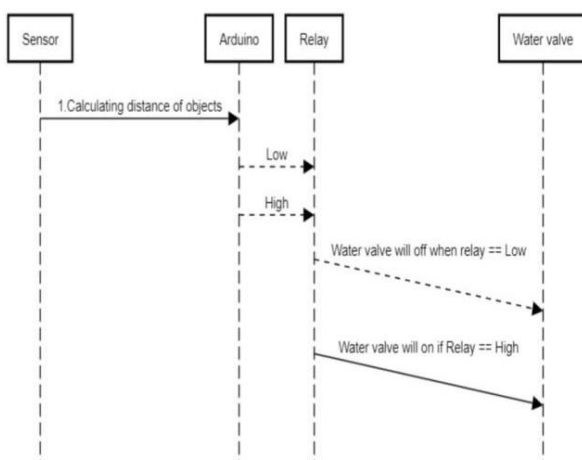 Sensor
Arduino
Relay
Water valve
1.Calculating distance of objects
Low
High
Water valve will off when relay == Low
Water valve will on if Relay == High